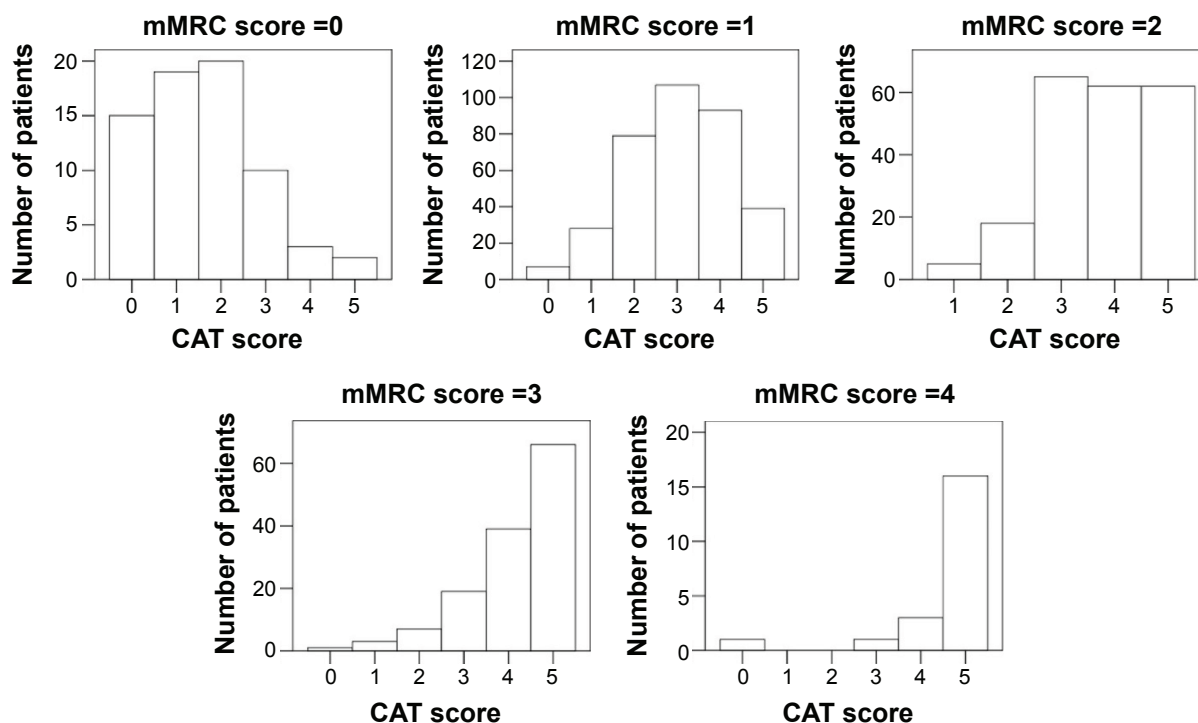 mMRC score =0
Number of patients
20
15
10
5
0
0 1 2 3 4 5
CAT score
mMRC score =1
Number of patients
120
100
80
60
40
20
0
0 1 2 3 4 5
CAT score
mMRC score =2
Number of patients
60
40
20
0
1 2 3 4 5
CAT score
mMRC score =3
Number of patients
60
40
20
0
0 1 2 3 4 5
CAT score
mMRC score =4
Number of patients
20
15
10
5
0
0 1 2 3 4 5
CAT score